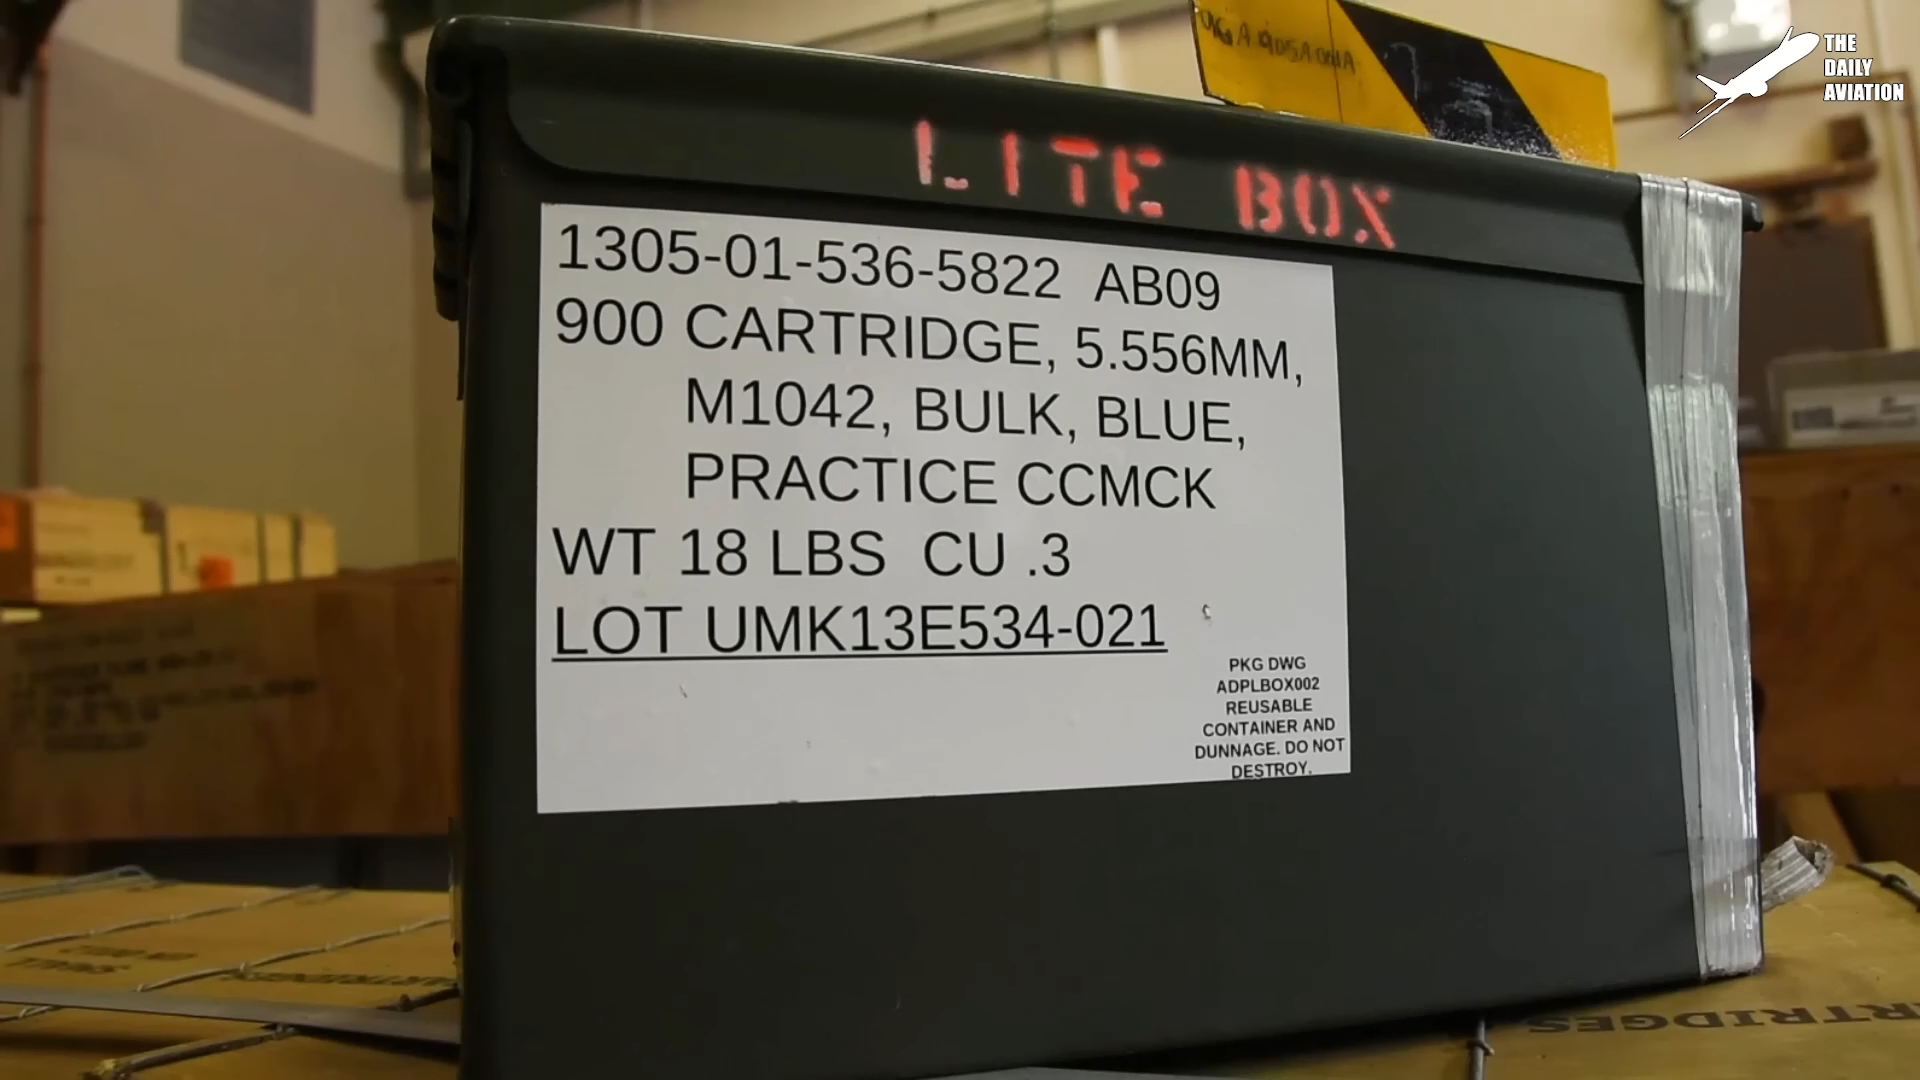 THE
DAILY
AVIATION
LITE BOX
1305-01-536-5822 AB09
900 CARTRIDGE, 5.556MM,
M1042, BULK, BLUE,
PRACTICE CCMCK
WT 18 LBS CU .3
LOT UMK13E534-021
PKG DWG
ADPLBOX002
REUSABLE
CONTAINER AND
DUNNAGE. DO NOT
DESTROY.